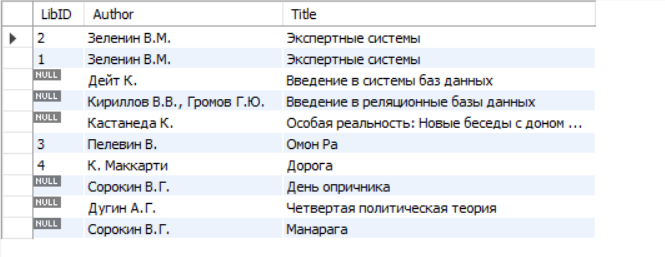 LibID Author Title
2 Зеленин В.М. Экспертные системы
1 Зеленин В.М. Экспертные системы
NULL Дейт К. Введение в системы баз данных
NULL Кириллов В.В., Громов Г.Ю. Введение в реляционные базы данных
NULL Кастанеда К. Особая реальность: Новые беседы с доном ...
3 Пелевин В. Омон Ра
4 К. Маккарти Дорога
NULL Сорокин В.Г. День опричника
NULL Дугин А.Г. Четвертая политическая теория
NULL Сорокин В.Г. Манарага